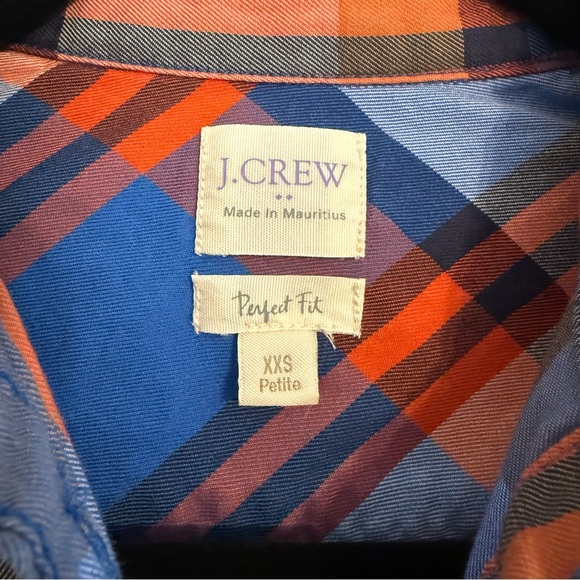 J.CREW
Made In Mauritius
Perfect Fit
XXS
Petite